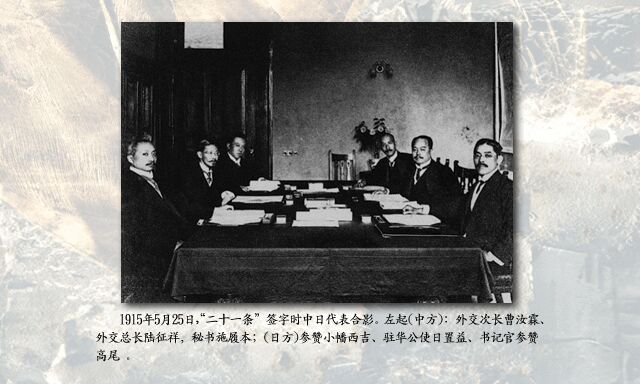 1915年5月25日，“二十一条”签字时中日代表合影。左起(中方)：外交次长曹汝霖、
外交总长陆征祥，秘书施履本；(日方)参赞小幡酉吉、驻华公使日置益、书记官参赞
高尾 。